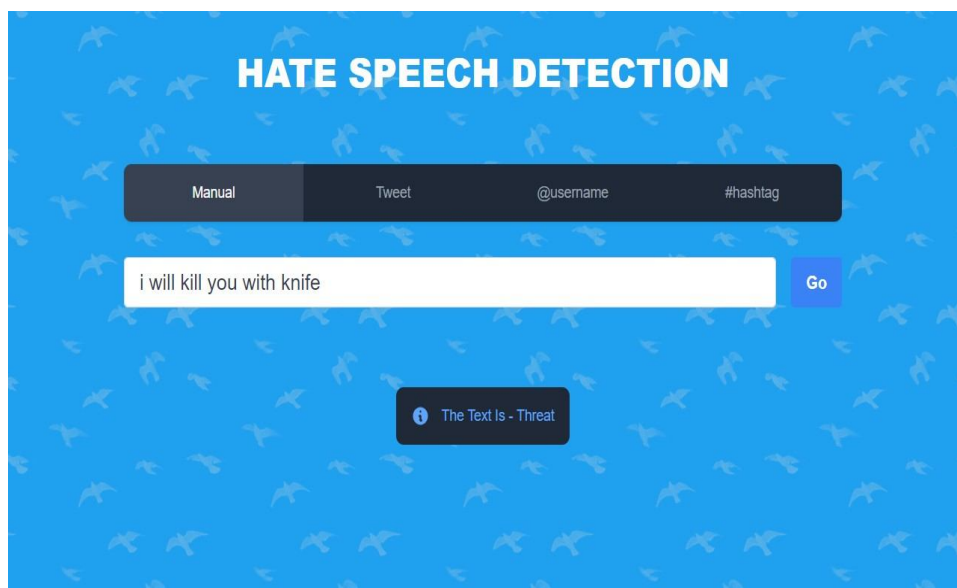 HATE SPEECH DETECTION
Manual Tweet @username #hashtag
i will kill you with knife Go
The Text Is - Threat